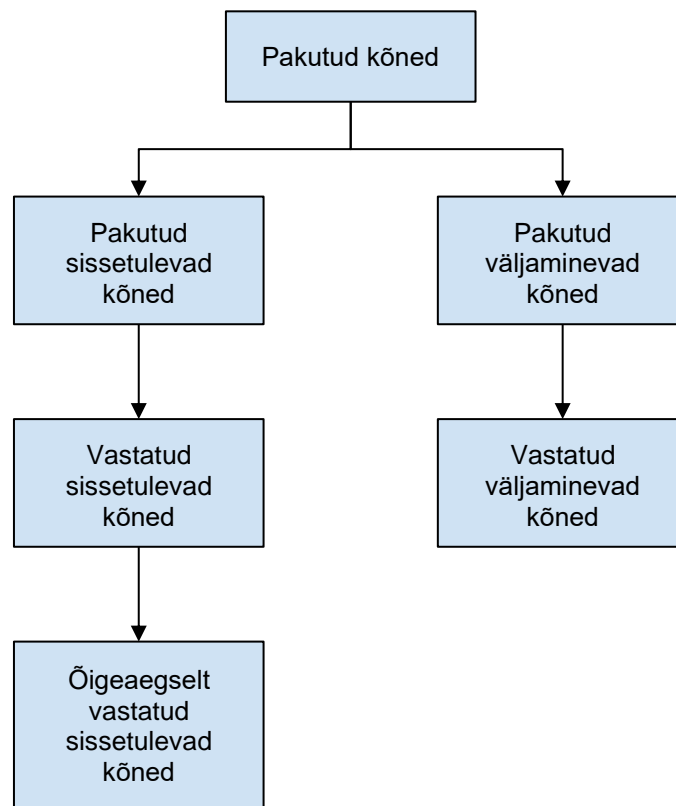 Pakutud kõned
Pakutud
sissetulevad
kõned
Pakutud
väljaminevad
kõned
Vastatud
sissetulevad
kõned
Vastatud
väljaminevad
kõned
Õigeaegselt
vastatud
sissetulevad
kõned